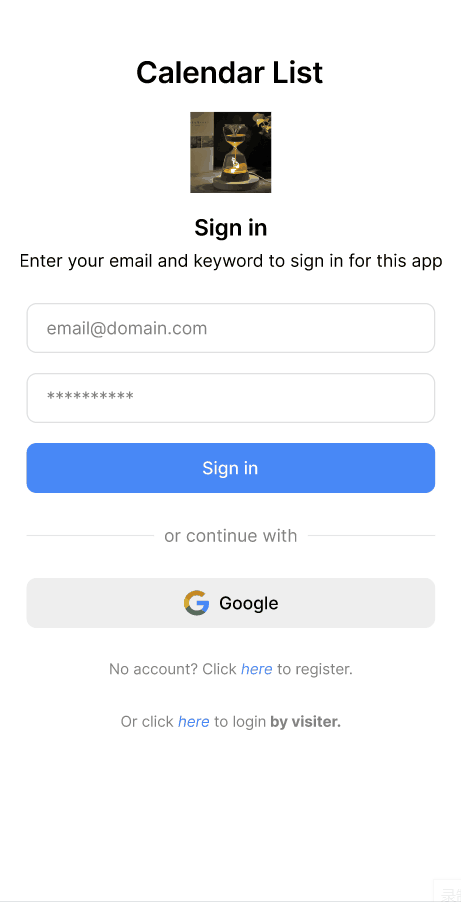 Calendar List
Sign in
Enter your email and keyword to sign in for this app
email@domain.com
**********
Sign in
or continue with
Google
No account? Click here to register.
Or click here to login by visiter.